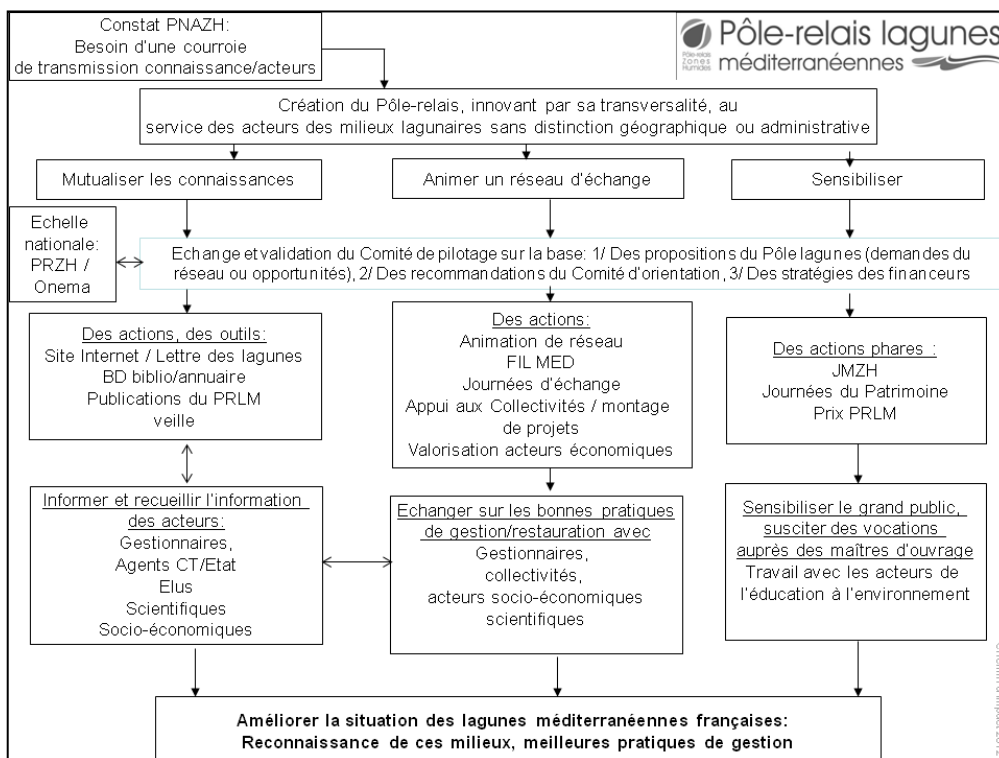 Constat PNAZH:
Besoin d'une courroie
de transmission connaissance/acteurs
Pôle-relais
Zones
Humides
Pôle-relais lagunes
méditerranéennes
Création du Pôle-relais, innovant par sa transversalité, au
service des acteurs des milieux lagunaires sans distinction géographique ou administrative
Mutualiser les connaissances
Animer un réseau d'échange
Sensibiliser
Echelle
nationale:
PRZH /
Onema
Echange et validation du Comité de pilotage sur la base: 1/ Des propositions du Pôle lagunes (demandes du
réseau ou opportunités), 2/ Des recommandations du Comité d'orientation, 3/ Des stratégies des financeurs
Des actions, des outils:
Site Internet / Lettre des lagunes
BD biblio/annuaire
Publications du PRLM
veille
Des actions:
Animation de réseau
FIL MED
Journées d'échange
Appui aux Collectivités / montage
de projets
Valorisation acteurs économiques
Des actions phares :
JMZH
Journées du Patrimoine
Prix PRLM
Informer et recueillir l'information
des acteurs:
Gestionnaires,
Agents CT/Etat
Elus
Scientifiques
Socio-économiques
Echanger sur les bonnes pratiques
de gestion/restauration avec
Gestionnaires,
collectivités,
acteurs socio-économiques
scientifiques
Sensibiliser le grand public,
susciter des vocations
auprès des maîtres d'ouvrage
Travail avec les acteurs de
l'éducation à l'environnement
Améliorer la situation des lagunes méditerranéennes françaises:
Reconnaissance de ces milieux, meilleures pratiques de gestion